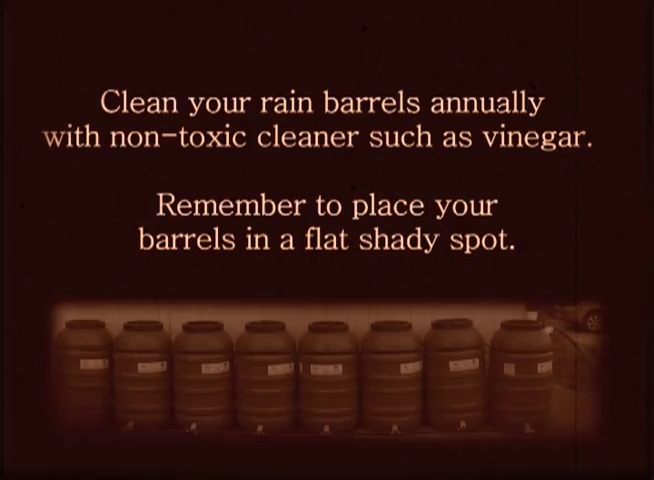 Clean your rain barrels annually
with non-toxic cleaner such as vinegar.
Remember to place your
barrels in a flat shady spot.